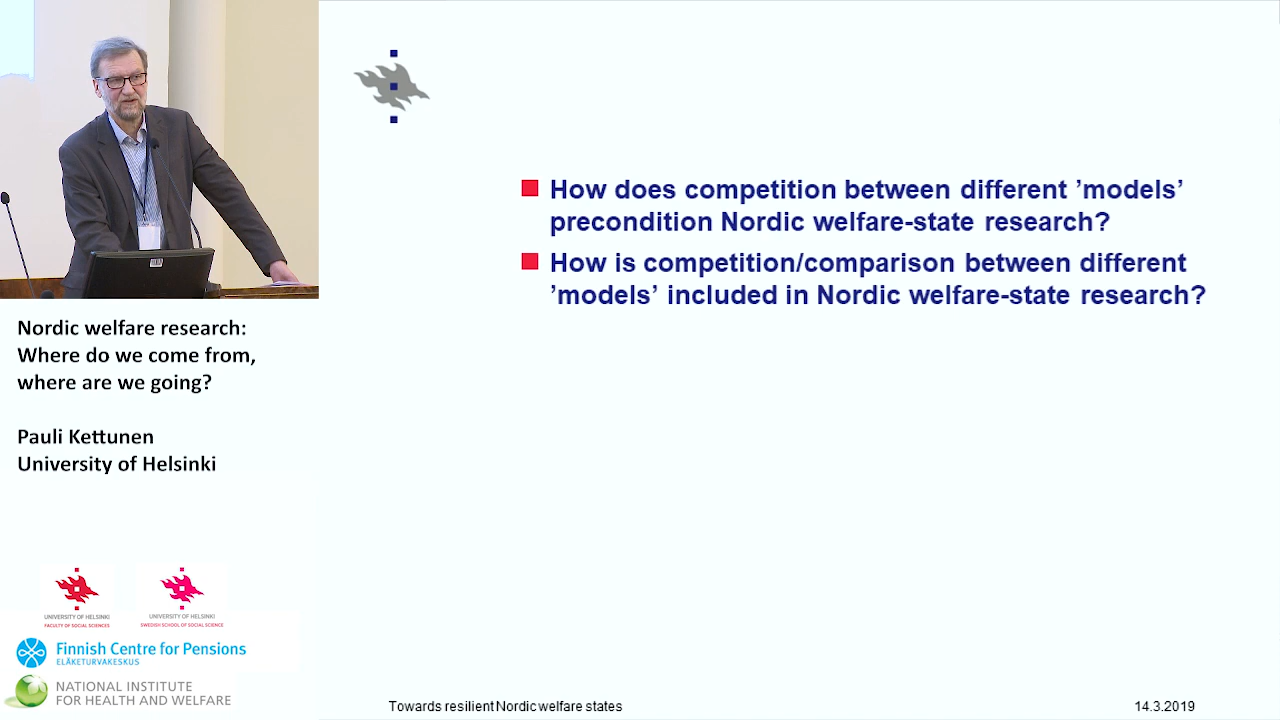 How does competition between different ’models’
precondition Nordic welfare-state research?
How is competition/comparison between different
’models’ included in Nordic welfare-state research?
Nordic welfare research:
Where do we come from,
where are we going?
Pauli Kettunen
University of Helsinki
UNIVERSITY OF HELSINKI
FACULTY OF SOCIAL SCIENCES
UNIVERSITY OF HELSINKI
SWEDISH SCHOOL OF SOCIAL SCIENCE
Finnish Centre for Pensions
ELÄKETURVAKESKUS
NATIONAL INSTITUTE
FOR HEALTH AND WELFARE
Towards resilient Nordic welfare states
14.3.2019